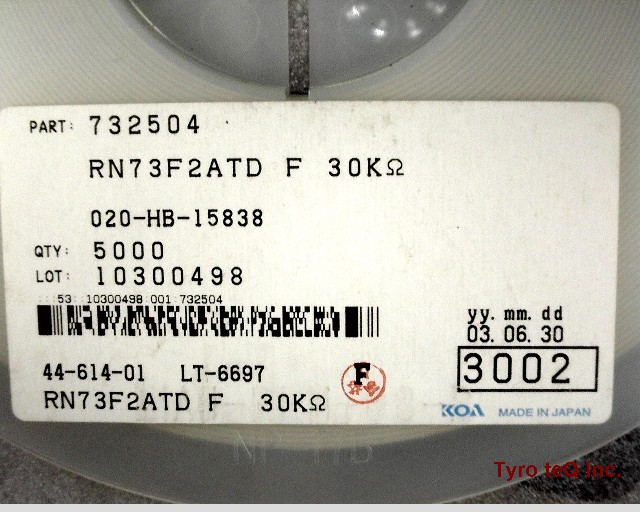 PART: 732504
RN73F2ATD F 30KΩ
020-HB-15838
QTY: 5000
LOT: 10300498
53 10300498 001 732504
yy. mm. dd
03. 06. 30
3002
44-614-01 LT-6697
F
RN73F2ATD F 30KΩ
KOA MADE IN JAPAN
Tyro teQ Inc.